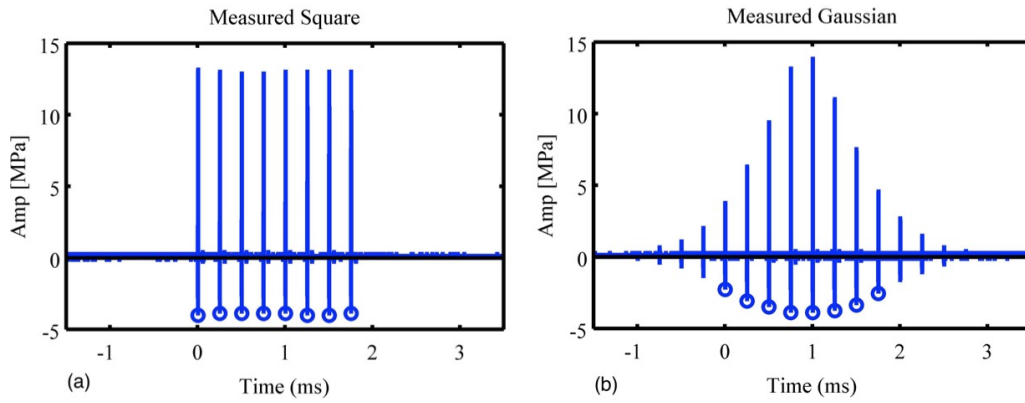 Measured Square
15
10
5
0
-5
Amp [MPa]
-1 0 1 2 3
Time (ms)
(a)
Measured Gaussian
15
10
5
0
-5
Amp [MPa]
-1 0 1 2 3
Time (ms)
(b)